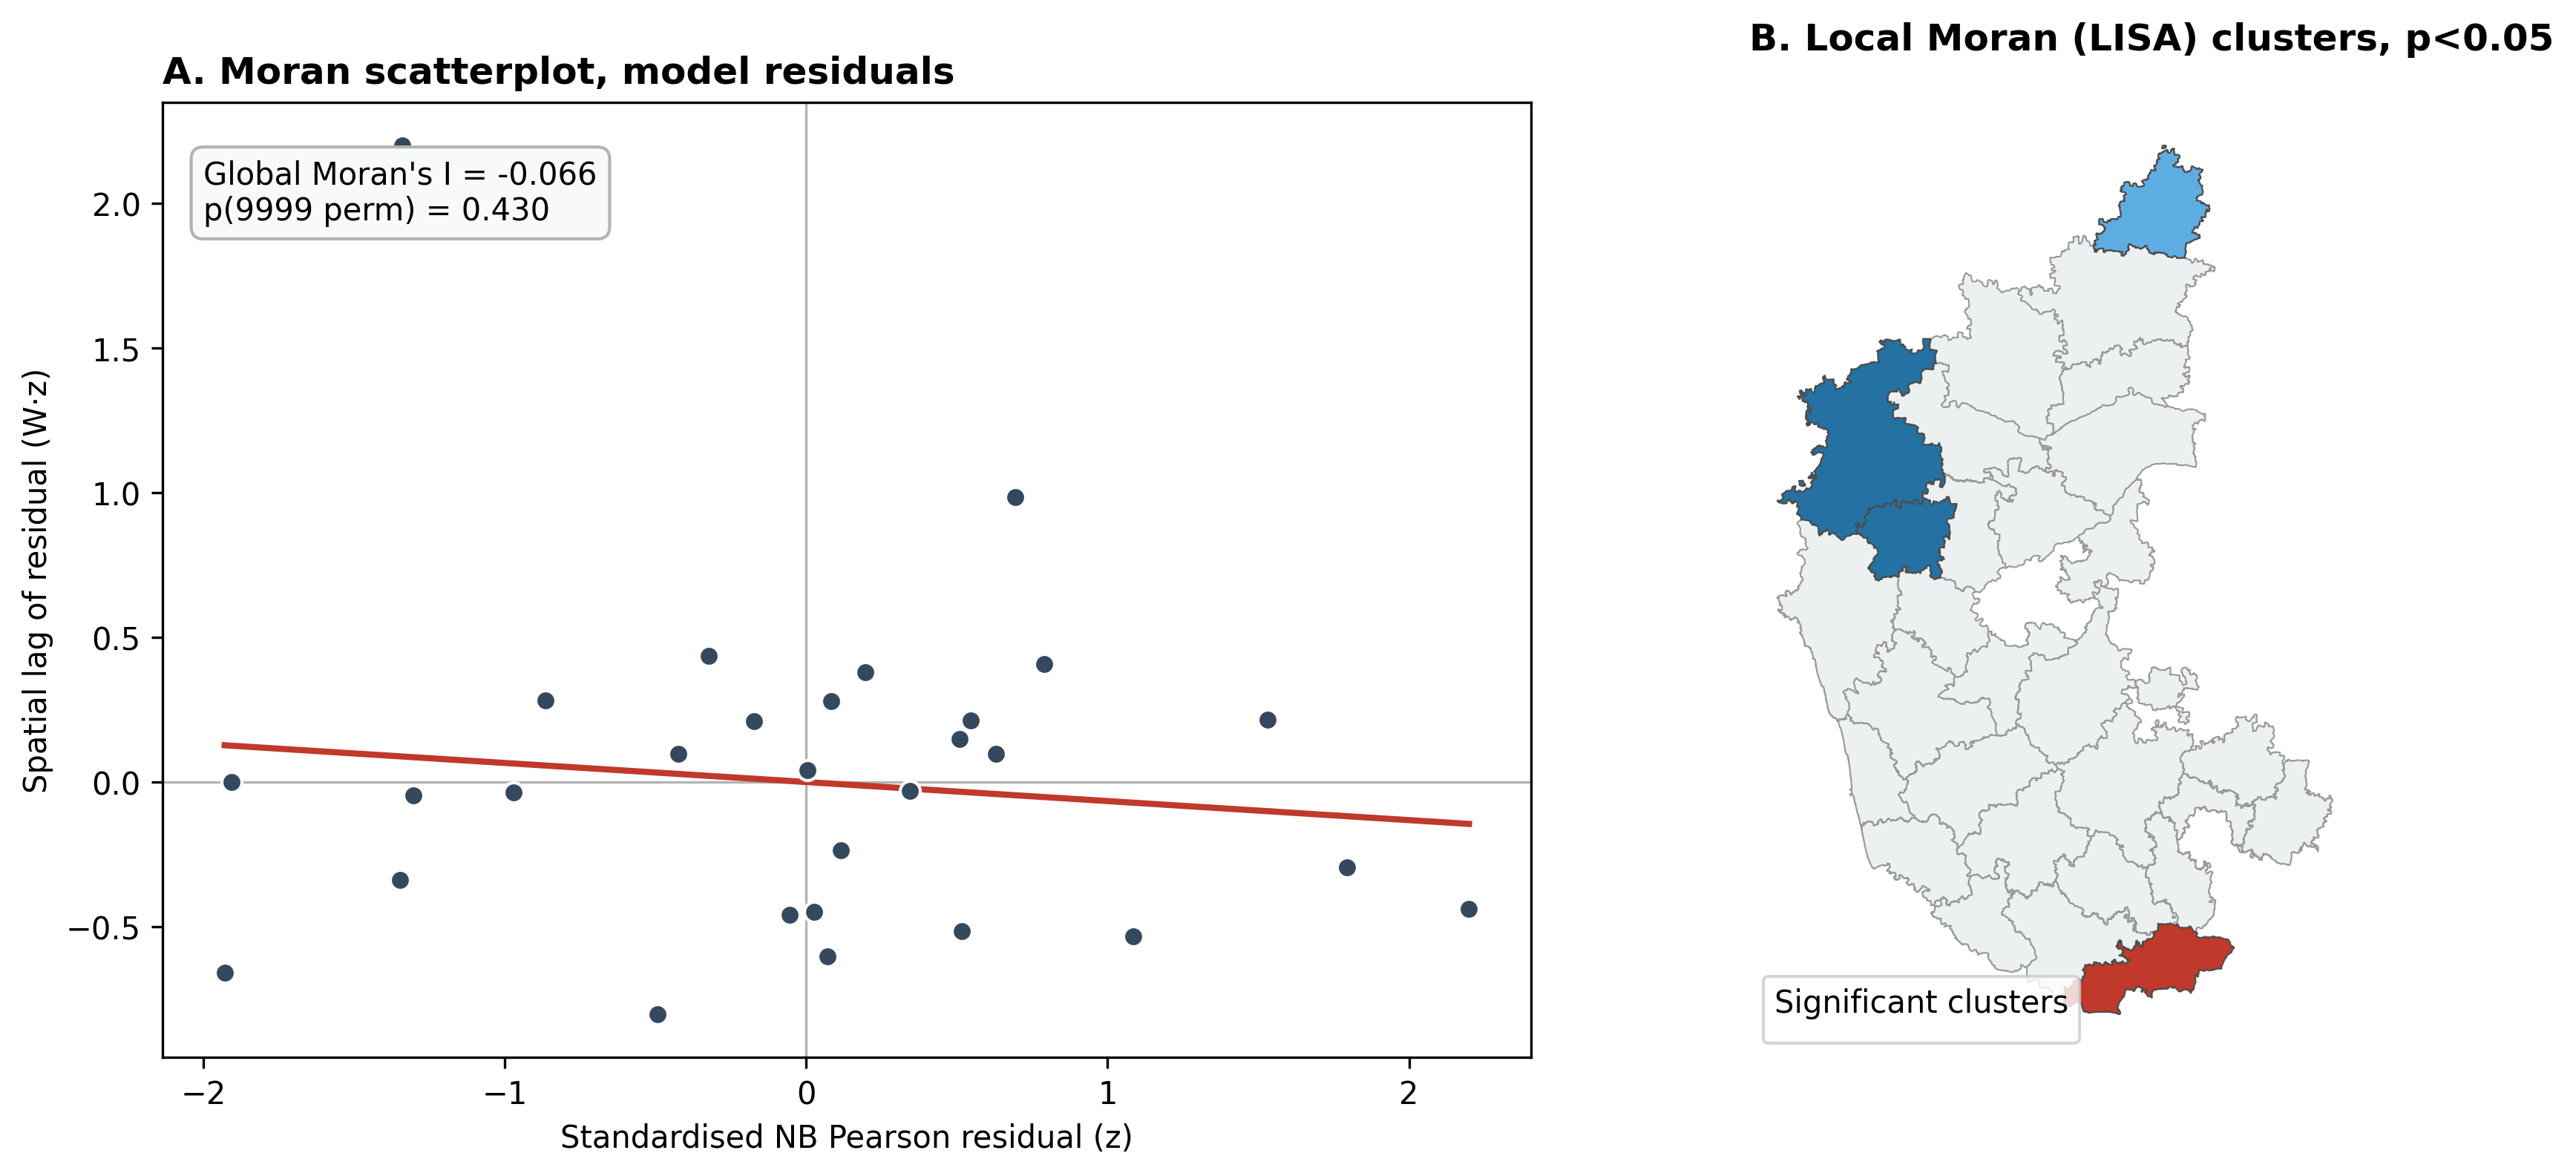 A. Moran scatterplot, model residuals
Global Moran's I = -0.066
p(9999 perm) = 0.430
Spatial lag of residual (W·z)
2.0
1.5
1.0
0.5
0.0
−0.5
−2
−1
0
1
2
Standardised NB Pearson residual (z)
B. Local Moran (LISA) clusters, p<0.05
Significant clusters